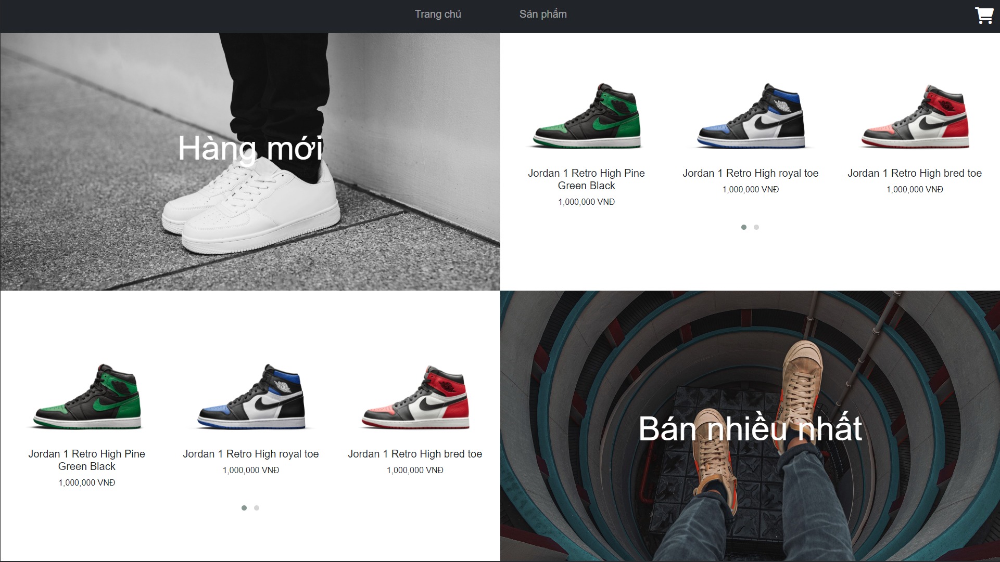 Trang chủ
Sản phẩm
Hàng mới
Jordan 1 Retro High Pine
Green Black
1,000,000 VNĐ
Jordan 1 Retro High royal toe
1,000,000 VNĐ
Jordan 1 Retro High bred toe
1,000,000 VNĐ
Jordan 1 Retro High Pine
Green Black
1,000,000 VNĐ
Jordan 1 Retro High royal toe
1,000,000 VNĐ
Jordan 1 Retro High bred toe
1,000,000 VNĐ
Bán nhiều nhất